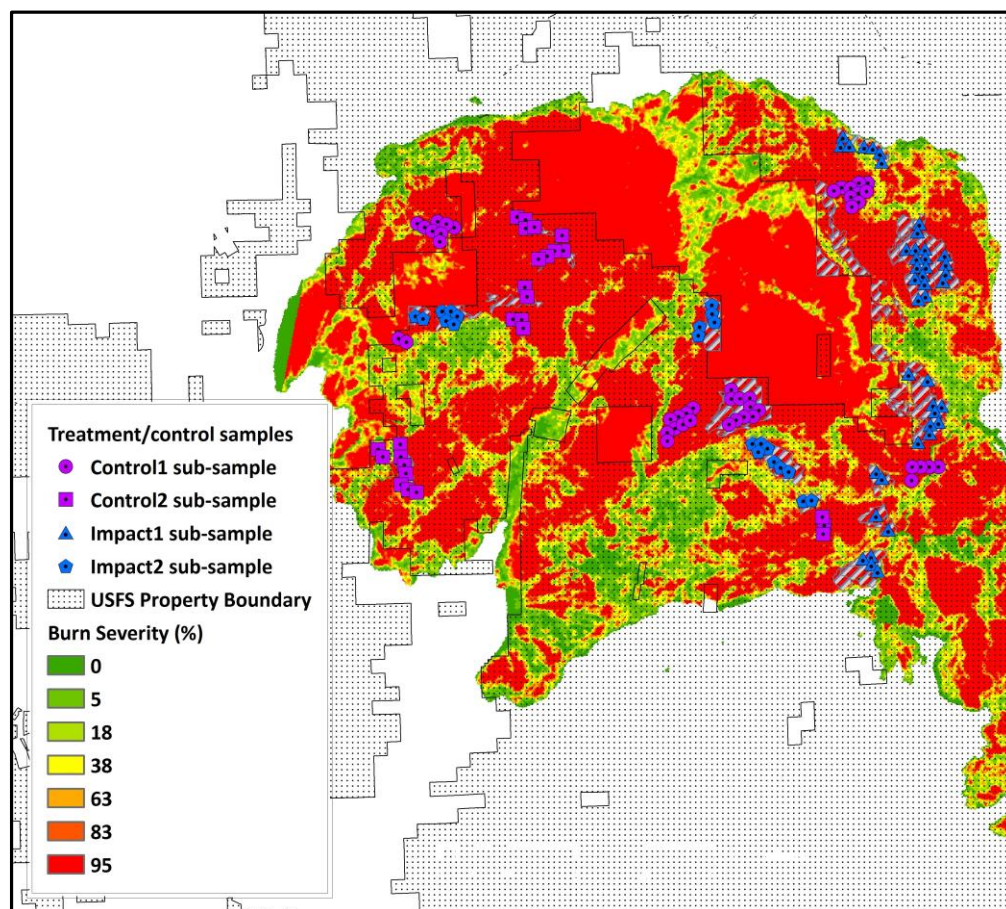 Treatment/control samples
Control1 sub-sample
Control2 sub-sample
Impact1 sub-sample
Impact2 sub-sample
USFS Property Boundary
Burn Severity (%)
0
5
18
38
63
83
95